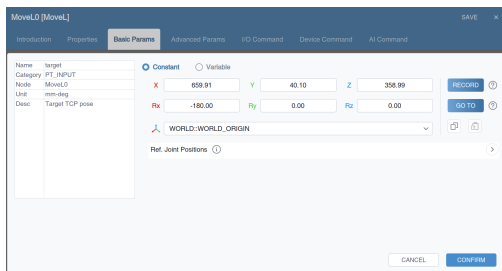 MoveL0 [MoveL]
SAVE ×
Introduction Properties Basic Params Advanced Params I/O Command Device Command AI Command
Name target
Category PT_INPUT
Node MoveL0
Unit mm-deg
Desc Target TCP pose
Constant Variable
X 659.91 Y 40.10 Z 358.99 RECORD ?
Rx -180.00 Ry 0.00 Rz 0.00 GO TO ?
WORLD::WORLD_ORIGIN
Ref. Joint Positions i
CANCEL CONFIRM